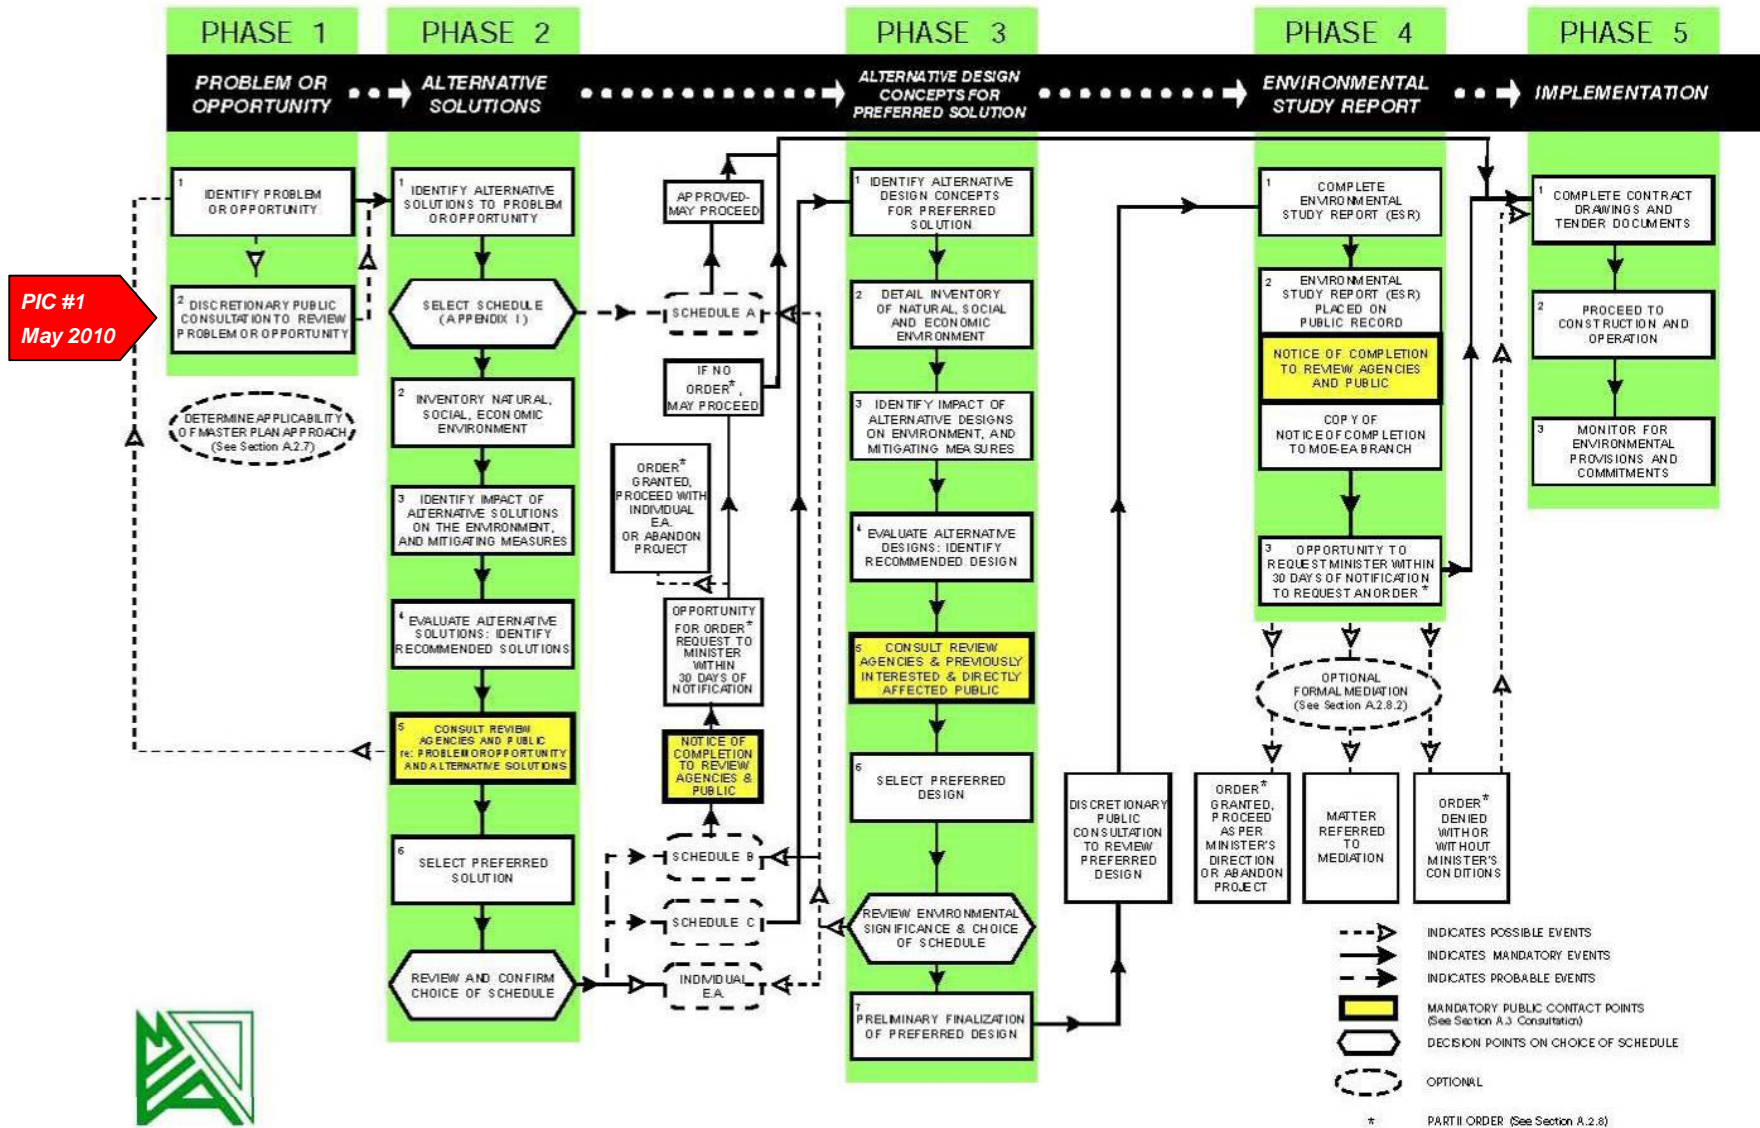 PHASE 1
PHASE 2
PHASE 3
PHASE 4
PHASE 5
PROBLEM OR
OPPORTUNITY
ALTERNATIVE
SOLUTIONS
ALTERNATIVE DESIGN
CONCEPTS FOR
PREFERRED SOLUTION
ENVIRONMENTAL
STUDY REPORT
IMPLEMENTATION
PIC #1
May 2010
1
IDENTIFY PROBLEM
OR OPPORTUNITY
2
DISCRETIONARY PUBLIC
CONSULTATION TO REVIEW
PROBLEM OR OPPORTUNITY
DETERMINE APPLICABILITY
OF MASTER PLAN APPROACH
(See Section A.2.7)
1
IDENTIFY ALTERNATIVE
SOLUTIONS TO PROBLEM
OR OPPORTUNITY
SELECT SCHEDULE
(APPENDIX I)
2
INVENTORY NATURAL,
SOCIAL, ECONOMIC
ENVIRONMENT
3
IDENTIFY IMPACT OF
ALTERNATIVE SOLUTIONS
ON THE ENVIRONMENT,
AND MITIGATING MEASURES
4
EVALUATE ALTERNATIVE
SOLUTIONS: IDENTIFY
RECOMMENDED SOLUTIONS
5
CONSULT REVIEW
AGENCIES AND PUBLIC
re: PROBLEM OR OPPORTUNITY
AND ALTERNATIVE SOLUTIONS
6
SELECT PREFERRED
SOLUTION
REVIEW AND CONFIRM
CHOICE OF SCHEDULE
APPROVED-
MAY PROCEED
SCHEDULE A
IF NO
ORDER*,
MAY PROCEED
ORDER*
GRANTED,
PROCEED WITH
INDIVIDUAL
E.A.
OR ABANDON
PROJECT
OPPORTUNITY
FOR ORDER*
REQUEST TO
MINISTER
WITHIN
30 DAYS OF
NOTIFICATION
NOTICE OF
COMPLETION
TO REVIEW
AGENCIES &
PUBLIC
SCHEDULE B
SCHEDULE C
INDIVIDUAL
E.A.
1
IDENTIFY ALTERNATIVE
DESIGN CONCEPTS
FOR PREFERRED
SOLUTION
2
DETAIL INVENTORY
OF NATURAL, SOCIAL
AND ECONOMIC
ENVIRONMENT
3
IDENTIFY IMPACT OF
ALTERNATIVE DESIGNS
ON ENVIRONMENT, AND
MITIGATING MEASURES
4
EVALUATE ALTERNATIVE
DESIGNS: IDENTIFY
RECOMMENDED DESIGN
5
CONSULT REVIEW
AGENCIES & PREVIOUSLY
INTERESTED & DIRECTLY
AFFECTED PUBLIC
6
SELECT PREFERRED
DESIGN
REVIEW ENVIRONMENTAL
SIGNIFICANCE & CHOICE
OF SCHEDULE
7
PRELIMINARY FINALIZATION
OF PREFERRED DESIGN
DISCRETIONARY
PUBLIC
CONSULTATION
TO REVIEW
PREFERRED
DESIGN
1
COMPLETE
ENVIRONMENTAL
STUDY REPORT (ESR)
2
ENVIRONMENTAL
STUDY REPORT (ESR)
PLACED ON
PUBLIC RECORD
NOTICE OF COMPLETION
TO REVIEW AGENCIES
AND PUBLIC
COPY OF
NOTICE OF COMPLETION
TO MOE-EA BRANCH
3
OPPORTUNITY TO
REQUEST MINISTER WITHIN
30 DAYS OF NOTIFICATION
TO REQUEST AN ORDER*
OPTIONAL
FORMAL MEDIATION
(See Section A.2.8.2)
ORDER*
GRANTED,
PROCEED
AS PER
MINISTER'S
DIRECTION
OR ABANDON
PROJECT
MATTER
REFERRED
TO
MEDIATION
ORDER*
DENIED
WITH OR
WITHOUT
MINISTER'S
CONDITIONS
1
COMPLETE CONTRACT
DRAWINGS AND
TENDER DOCUMENTS
2
PROCEED TO
CONSTRUCTION AND
OPERATION
3
MONITOR FOR
ENVIRONMENTAL
PROVISIONS AND
COMMITMENTS
INDICATES POSSIBLE EVENTS
INDICATES MANDATORY EVENTS
INDICATES PROBABLE EVENTS
MANDATORY PUBLIC CONTACT POINTS
(See Section A.3 Consultation)
DECISION POINTS ON CHOICE OF SCHEDULE
OPTIONAL
* PART II ORDER (See Section A.2.8)
MEA